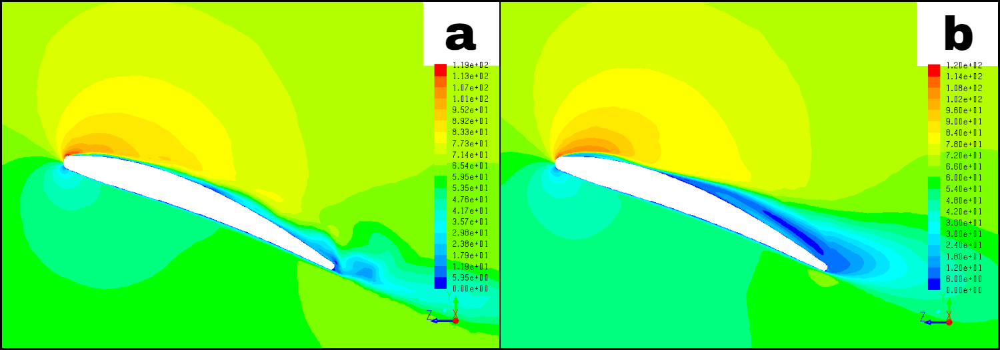 a
1.19e+02
1.13e+02
1.07e+02
1.01e+02
9.52e+01
8.92e+01
8.33e+01
7.73e+01
7.14e+01
6.54e+01
5.95e+01
5.35e+01
4.76e+01
4.17e+01
3.57e+01
2.98e+01
2.38e+01
1.79e+01
1.19e+01
5.95e+00
0.00e+00
Y
Z
X
b
1.20e+02
1.14e+02
1.08e+02
1.02e+02
9.60e+01
9.00e+01
8.40e+01
7.80e+01
7.20e+01
6.60e+01
6.00e+01
5.40e+01
4.80e+01
4.20e+01
3.60e+01
3.00e+01
2.40e+01
1.80e+01
1.20e+01
6.00e+00
0.00e+00
Y
Z
X